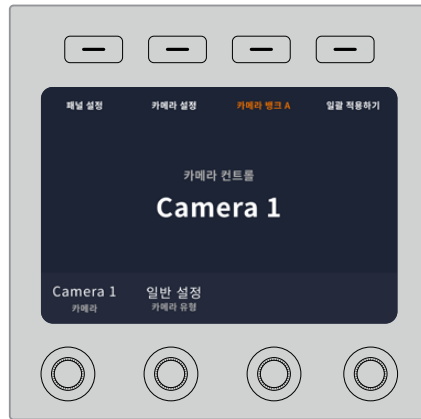 패널 설정 카메라 설정 카메라 뱅크 A 일괄 적용하기
카메라 컨트롤
Camera 1
Camera 1 일반 설정
카메라 카메라 유형